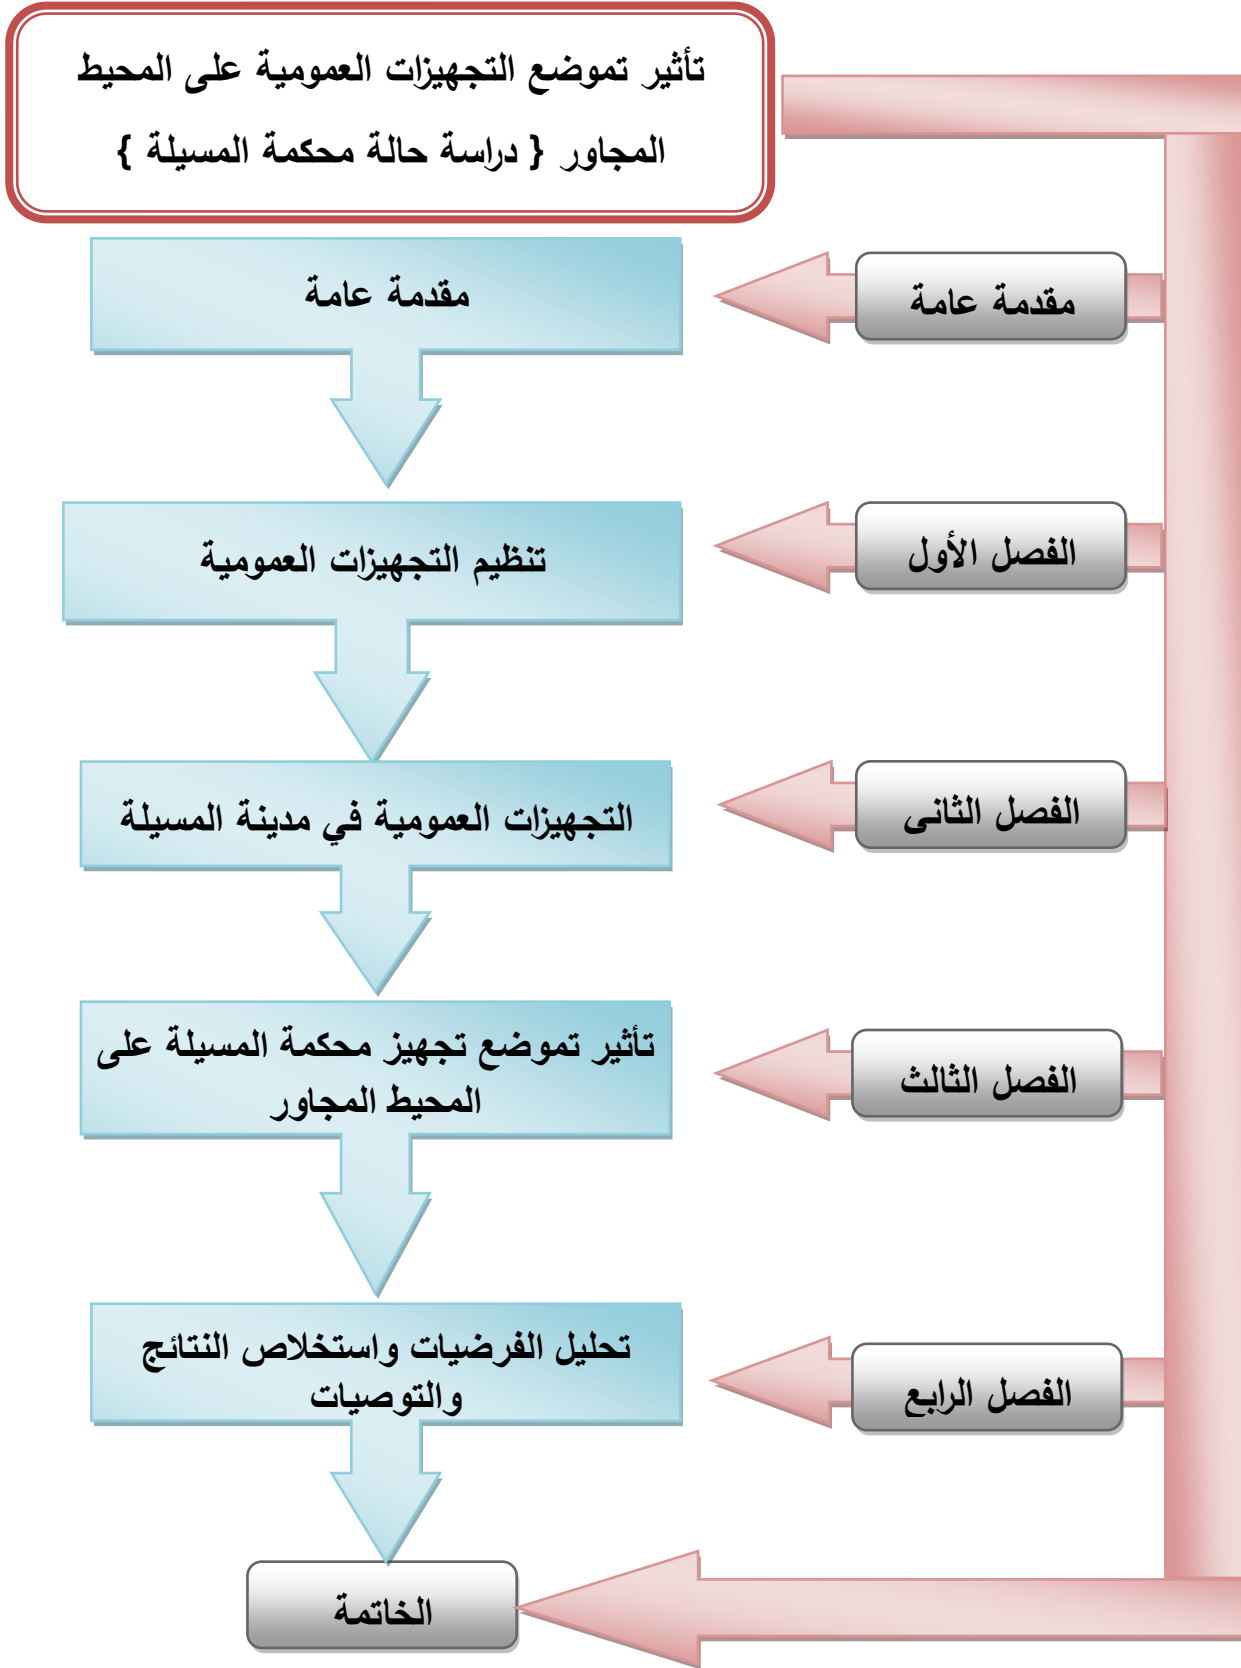 تأثير تموضع التجهيزات العمومية على المحيط
المجاور { دراسة حالة محكمة المسيلة }
مقدمة عامة
مقدمة عامة
الفصل الأول
تنظيم التجهيزات العمومية
الفصل الثانى
التجهيزات العمومية في مدينة المسيلة
الفصل الثالث
تأثير تموضع تجهيز محكمة المسيلة على
المحيط المجاور
الفصل الرابع
تحليل الفرضيات واستخلاص النتائج
والتوصيات
الخاتمة